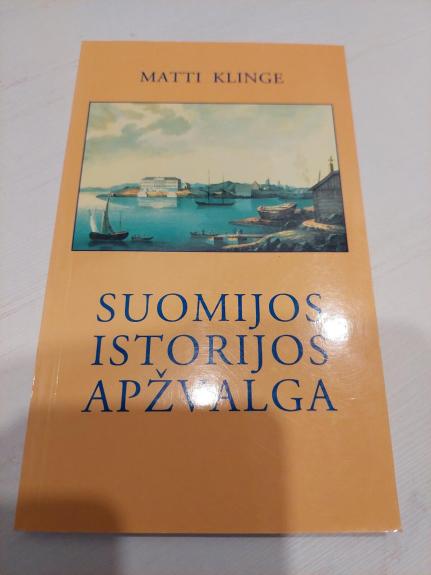 MATTI KLINGE
SUOMIJOS
ISTORIJOS
APŽVALGA